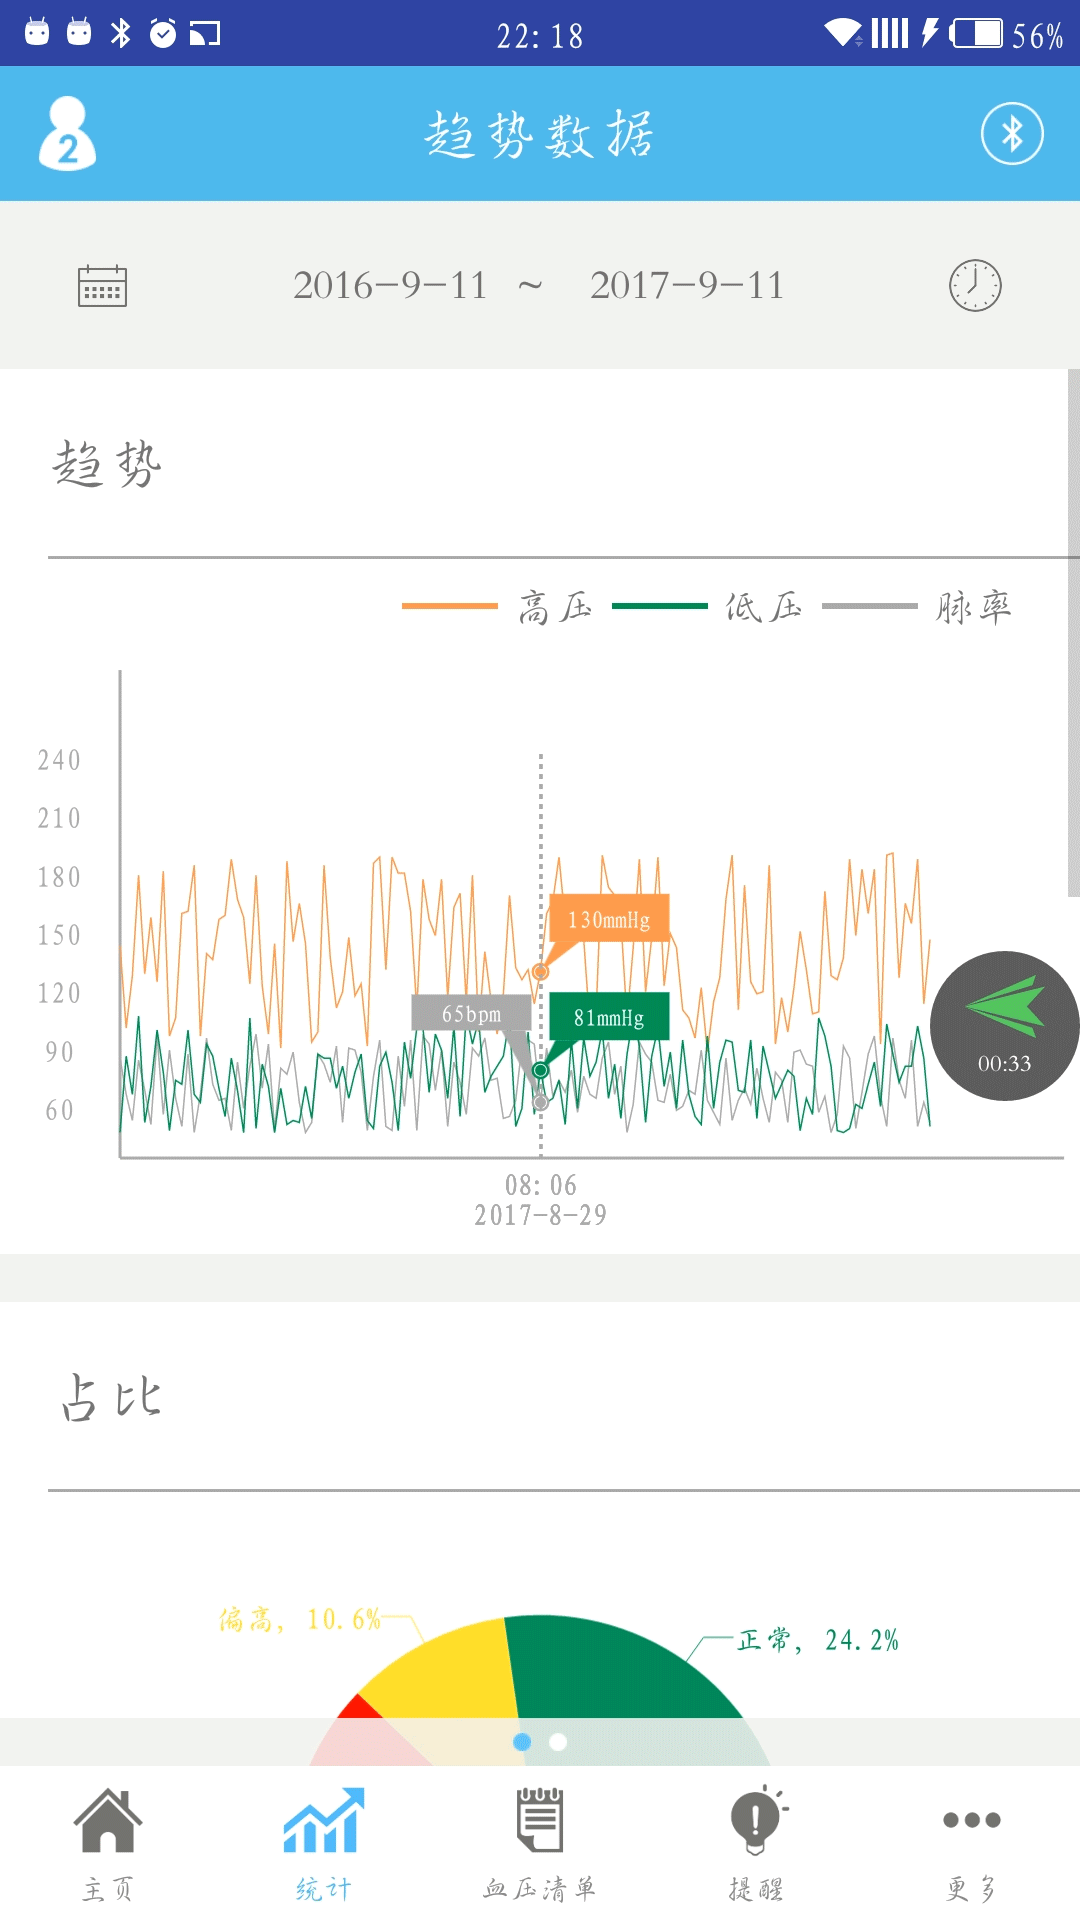 22:18
56%
2
趋势数据
2016-9-11 ~ 2017-9-11
趋势
高压 低压 脉率
240
210
180
150
120
90
60
130mmHg
65bpm
81mmHg
00:33
08:06
2017-8-29
占比
偏高, 10.6%
正常, 24.2%
主页 统计 血压清单 提醒 更多